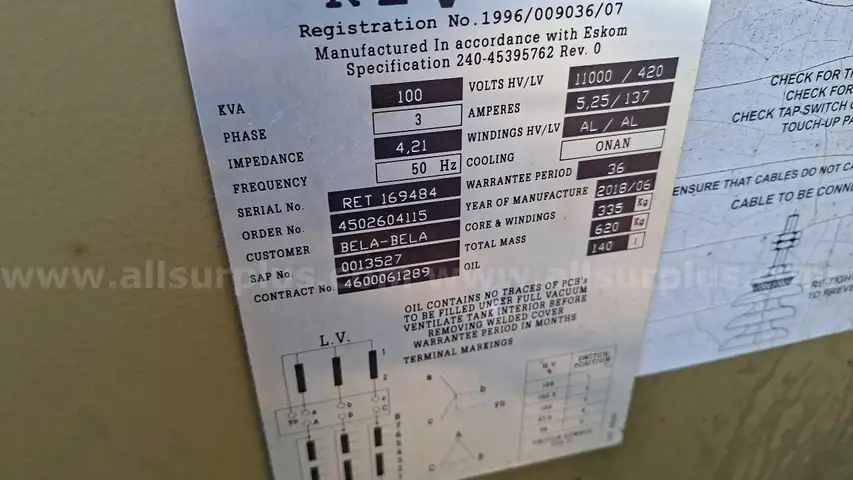 Registration No.1996/009036/07
Manufactured In accordance with Eskom
Specification 240-45395762 Rev. 0
KVA 100
PHASE 3
IMPEDANCE 4,21
FREQUENCY 50 Hz
SERIAL No. RET 169484
ORDER No. 4502604115
CUSTOMER BELA-BELA
SAP No. 0013527
CONTRACT No. 4600061289
VOLTS HV/LV 11000 / 420
AMPERES 5,25/137
WINDINGS HV/LV AL / AL
COOLING ONAN
WARRANTEE PERIOD 36
YEAR OF MANUFACTURE 2018/06
CORE & WINDINGS 335 Kg
TOTAL MASS 620 Kg
OIL 140 l
OIL CONTAINS NO TRACES OF PCB's
TO BE FILLED UNDER FULL VACUUM
VENTILATE TANK INTERIOR BEFORE
REMOVING WELDED COVER
WARRANTEE PERIOD IN MONTHS
TERMINAL MARKINGS
L.V.
1
2
a
b
c
yn
A
B
C
SWITCH
POSITION
CHECK FOR
CHECK FOR
CHECK TAP-SWITCH
TOUCH-UP
ENSURE THAT CABLES DO NOT
CABLE TO BE
www.allsurplus.com